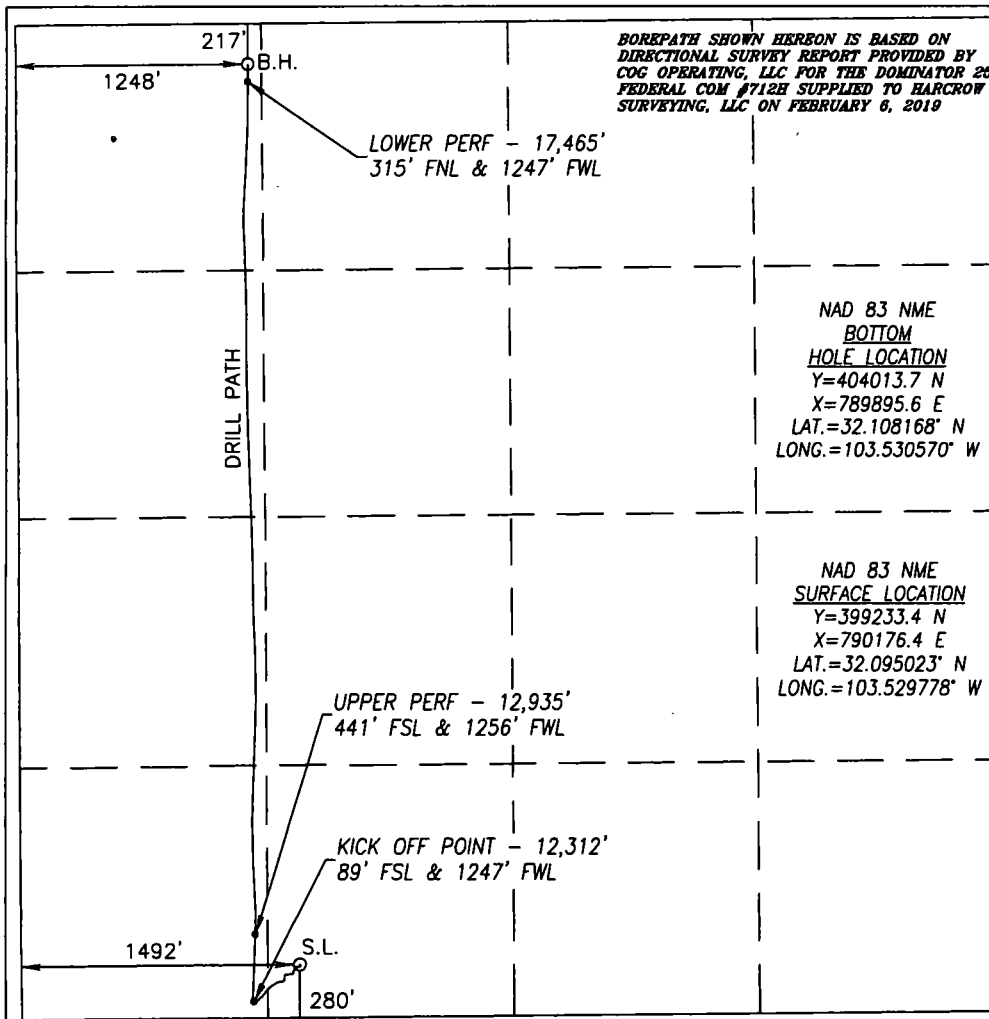 BOREPATH SHOWN HEREON IS BASED ON
DIRECTIONAL SURVEY REPORT PROVIDED BY
COG OPERATING, LLC FOR THE DOMINATOR
FEDERAL COM #712H SUPPLIED TO HARCROW
SURVEYING, LLC ON FEBRUARY 6, 2019
217'
B.H.
1248'
LOWER PERF - 17,465'
315' FNL & 1247' FWL
DRILL PATH
NAD 83 NME
BOTTOM
HOLE LOCATION
Y=404013.7 N
X=789895.6 E
LAT.=32.108168° N
LONG.=103.530570° W
NAD 83 NME
SURFACE LOCATION
Y=399233.4 N
X=790176.4 E
LAT.=32.095023° N
LONG.=103.529778° W
UPPER PERF - 12,935'
441' FSL & 1256' FWL
KICK OFF POINT - 12,312'
89' FSL & 1247' FWL
1492'
S.L.
280'